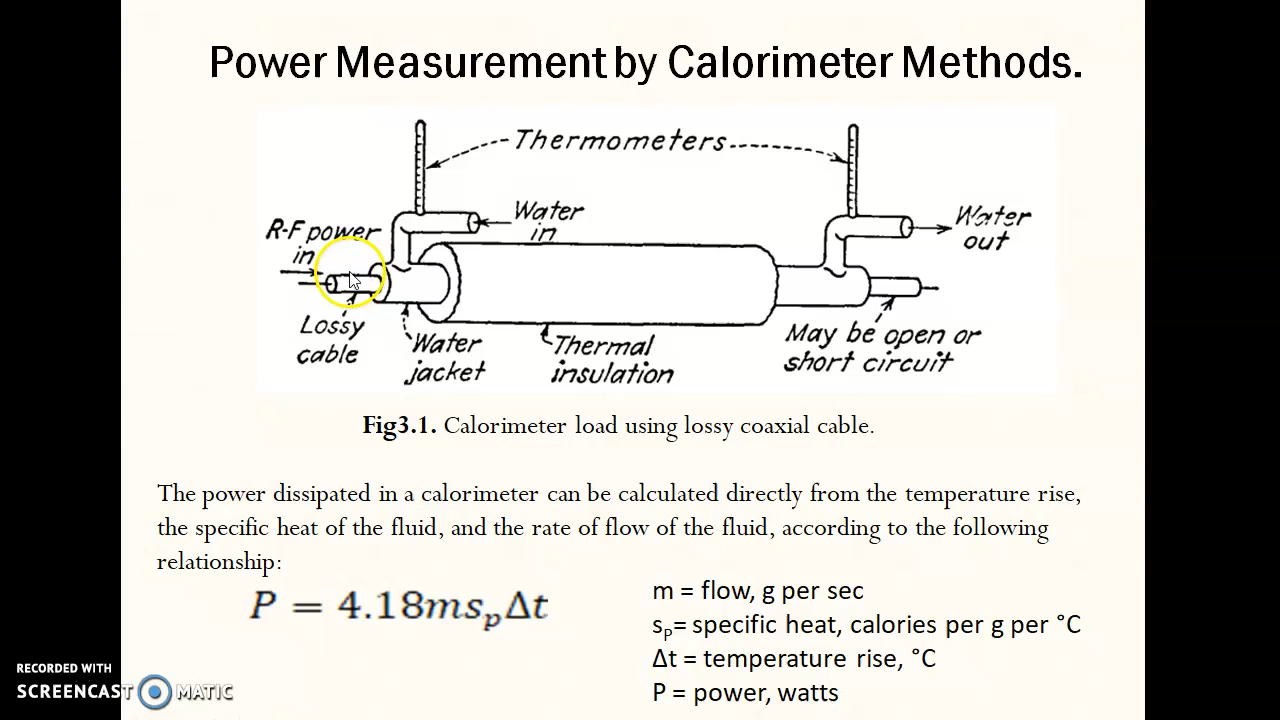 Power Measurement by Calorimeter Methods.
Thermometers
Water
in
R-F power
in
Water
out
Lossy
cable
Water
jacket
Thermal
insulation
May be open or
short circuit
Fig3.1. Calorimeter load using lossy coaxial cable.
The power dissipated in a calorimeter can be calculated directly from the temperature rise,
the specific heat of the fluid, and the rate of flow of the fluid, according to the following
relationship:
P = 4.18msₚΔt
m = flow, g per sec
sₚ= specific heat, calories per g per °C
Δt = temperature rise, °C
P = power, watts
RECORDED WITH
SCREENCAST MATIC